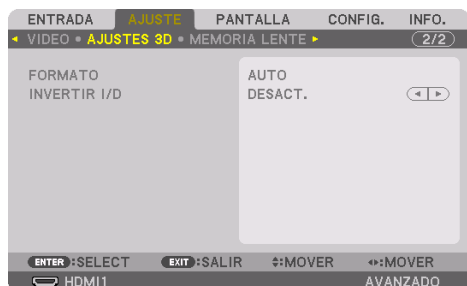 ENTRADA AJUSTE PANTALLA CONFIG. INFO.
VIDEO • AJUSTES 3D • MEMORIA LENTE 2/2
FORMATO AUTO
INVERTIR I/D DESACT.
ENTER :SELECT EXIT :SALIR :MOVER :MOVER
HDMI1 AVANZADO